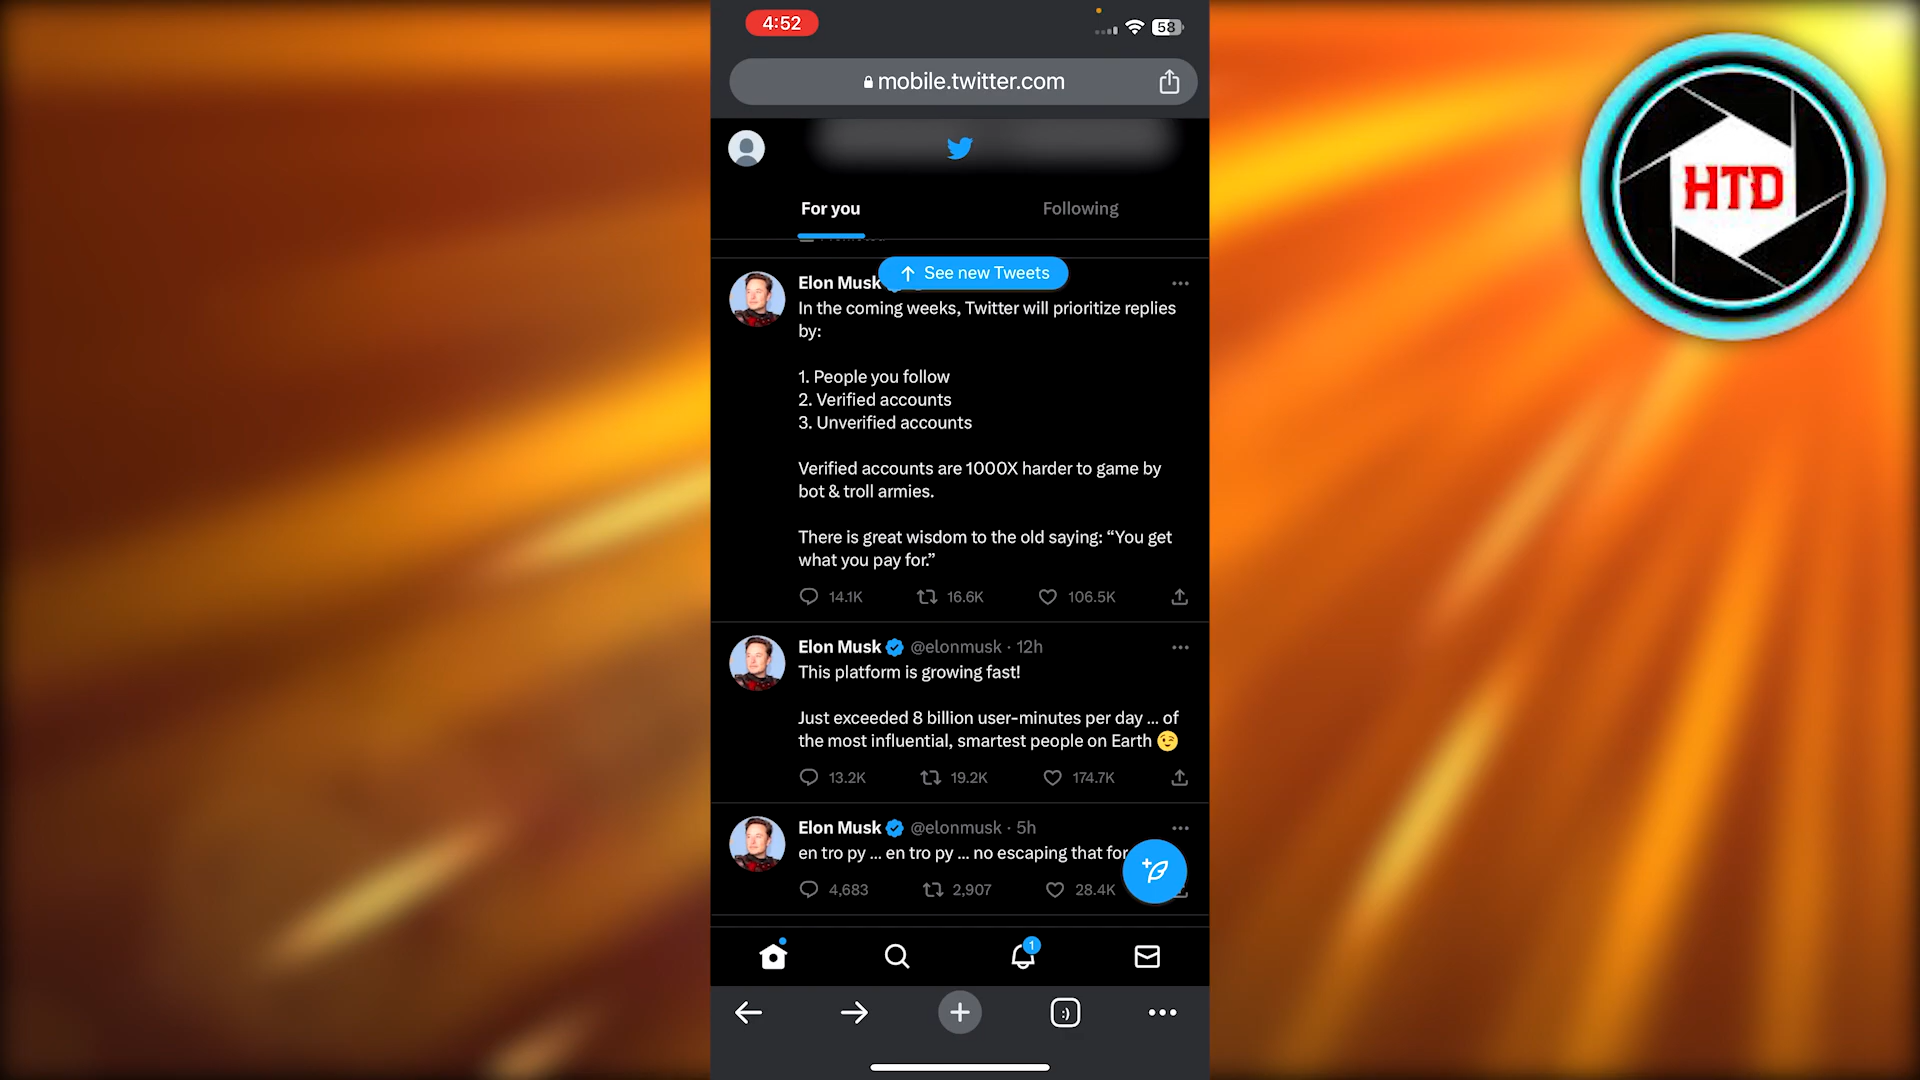 4:52
58
mobile.twitter.com
HTD
For you
Following
See new Tweets
Elon Musk
In the coming weeks, Twitter will prioritize replies
by:
1. People you follow
2. Verified accounts
3. Unverified accounts
Verified accounts are 1000X harder to game by
bot & troll armies.
There is great wisdom to the old saying: “You get
what you pay for.”
14.1K 16.6K 106.5K
Elon Musk @elonmusk · 12h
This platform is growing fast!
Just exceeded 8 billion user-minutes per day ... of
the most influential, smartest people on Earth 😉
13.2K 19.2K 174.7K
Elon Musk @elonmusk · 5h
en tro py ... en tro py ... no escaping that for
4,683 2,907 28.4K
1
:)